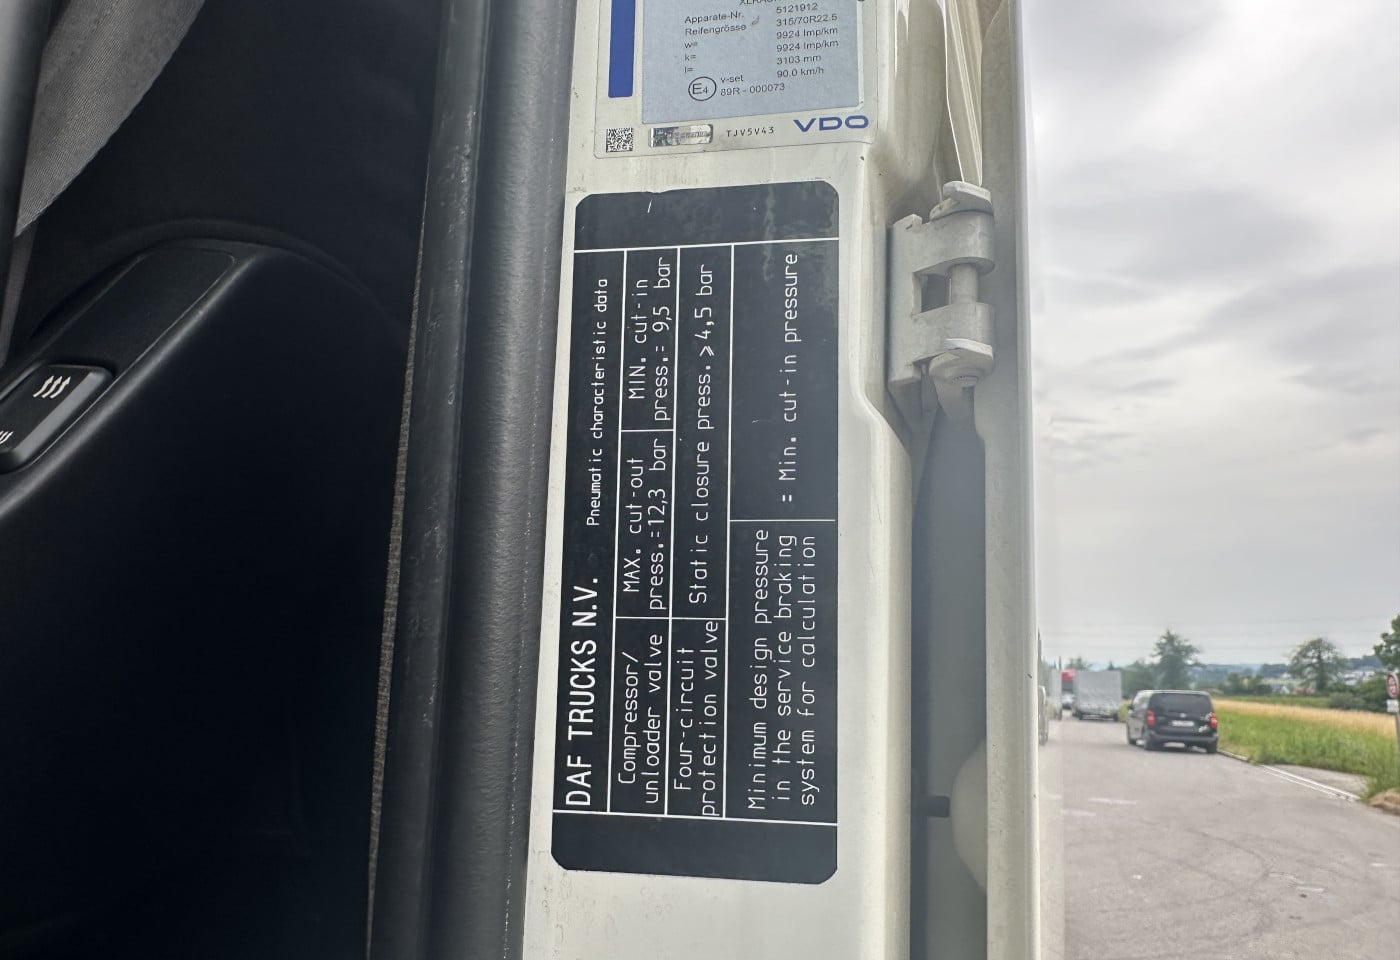 Apparate-Nr. 5121912
Reifengrösse 315/70R22.5
w= 9924 Imp/km
k= 9924 Imp/km
l= 3103 mm
v-set 90.0 km/h
E4 89R - 000073
TJV5V43 VDO
DAF TRUCKS N.V. Pneumatic characteristic data
Compressor/
unloader valve
MAX. cut-out
press.=12,3 bar
MIN. cut-in
press.= 9,5 bar
Four-circuit
protection valve
Static closure press. ⩾ 4,5 bar
Minimum design pressure
in the service braking
system for calculation
= Min. cut-in pressure